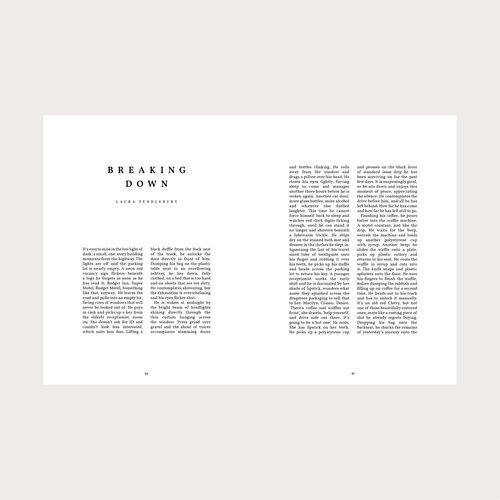 BREAKING
DOWN
LAURA PENDLEBURY
It's easy to miss in the low light of
dusk; a small, one story building
moments from the highway. The
lights are off and the parking
lot is nearly empty. A neon red
vacancy sign flickers beneath
a logo he forgets as soon as he
has read it. Budget Inn; Super
Motel; Budget Motel. Something
like that, anyway. He leaves the
road and pulls into an empty lot,
facing rows of windows that will
never be looked out of. He pays
in cash and picks up a key from
the elderly receptionist; room
03. She doesn't ask for ID and
couldn't look less interested,
which suits him fine. Lifting a
black duffle from the back seat
of the truck, he unlocks the
door directly in front of him.
Dumping his bag on the plastic
table next to an overflowing
ashtray, he lies down, fully
clothed, on a bed that is too hard
and on sheets that are too dirty.
He contemplates showering, but
the exhaustion is overwhelming
and his eyes flicker shut.
He is woken at midnight by
the bright beam of headlights
shining directly through the
thin curtain hanging across
the window. Tyres grind over
gravel and the shout of voices
accompanies slamming doors
and bottles clinking. He rolls
away from the window and
drags a pillow over his head. He
closes his eyes tightly, forcing
sleep to come and manages
another three hours before he is
woken again. Another car door,
more glass bottles, more alcohol
and whatever else fuelled
laughter. This time he cannot
force himself back to sleep and
watches red clock digits ticking
through, until he can stand it
no longer and showers beneath
a lukewarm trickle. He drips
dry on the stained bath mat and
dresses in the clothes he slept in.
Squeezing the last of his travel
sized tube of toothpaste onto
his finger and rubbing it over
his teeth, he picks up his duffle
and heads across the parking
lot to return his key. A younger
receptionist works the early
shift and he is fascinated by her
shade of lipstick, wonders what
name they splurged across the
drugstore packaging to sell that
to her; Marilyn. Classic. Desire.
'There's coffee and waffles out
front', she drawls, 'help yourself,
and drive safe out there. It's
going to be a hot one'. He nods.
She has lipstick on her teeth.
He picks up a polystyrene cup
and presses on the black lever
of standard issue drip he has
been surviving on for the past
few days. It is surprisingly good,
so he sits down and enjoys this
moment of peace, appreciating
the silence. He contemplates the
drive before him, and all he has
left behind. How far he has come
and how far he has left still to go.
Finishing his coffee, he pours
batter into the waffle machine.
A motel constant, just like the
drip. He waits for the beep,
swivels the machine and loads
up another polystyrene cup
with syrup. Another beep; he
slides the waffle onto a plate,
picks up plastic cutlery and
returns to his seat. He coats the
waffle in syrup and cuts into
it. The knife snaps and plastic
splinters onto the floor. He uses
his fingers to finish the waffle,
before dumping the rubbish and
filling up on coffee for a second
time. He heads out to his truck
and has to unlock it manually.
It's an old red Chevy, but not
one of those beautifully restored
ones, more like a rusting piece of
shit he already regrets buying.
Dropping his bag onto the
backseat, he chucks the remains
of yesterday's journey onto the